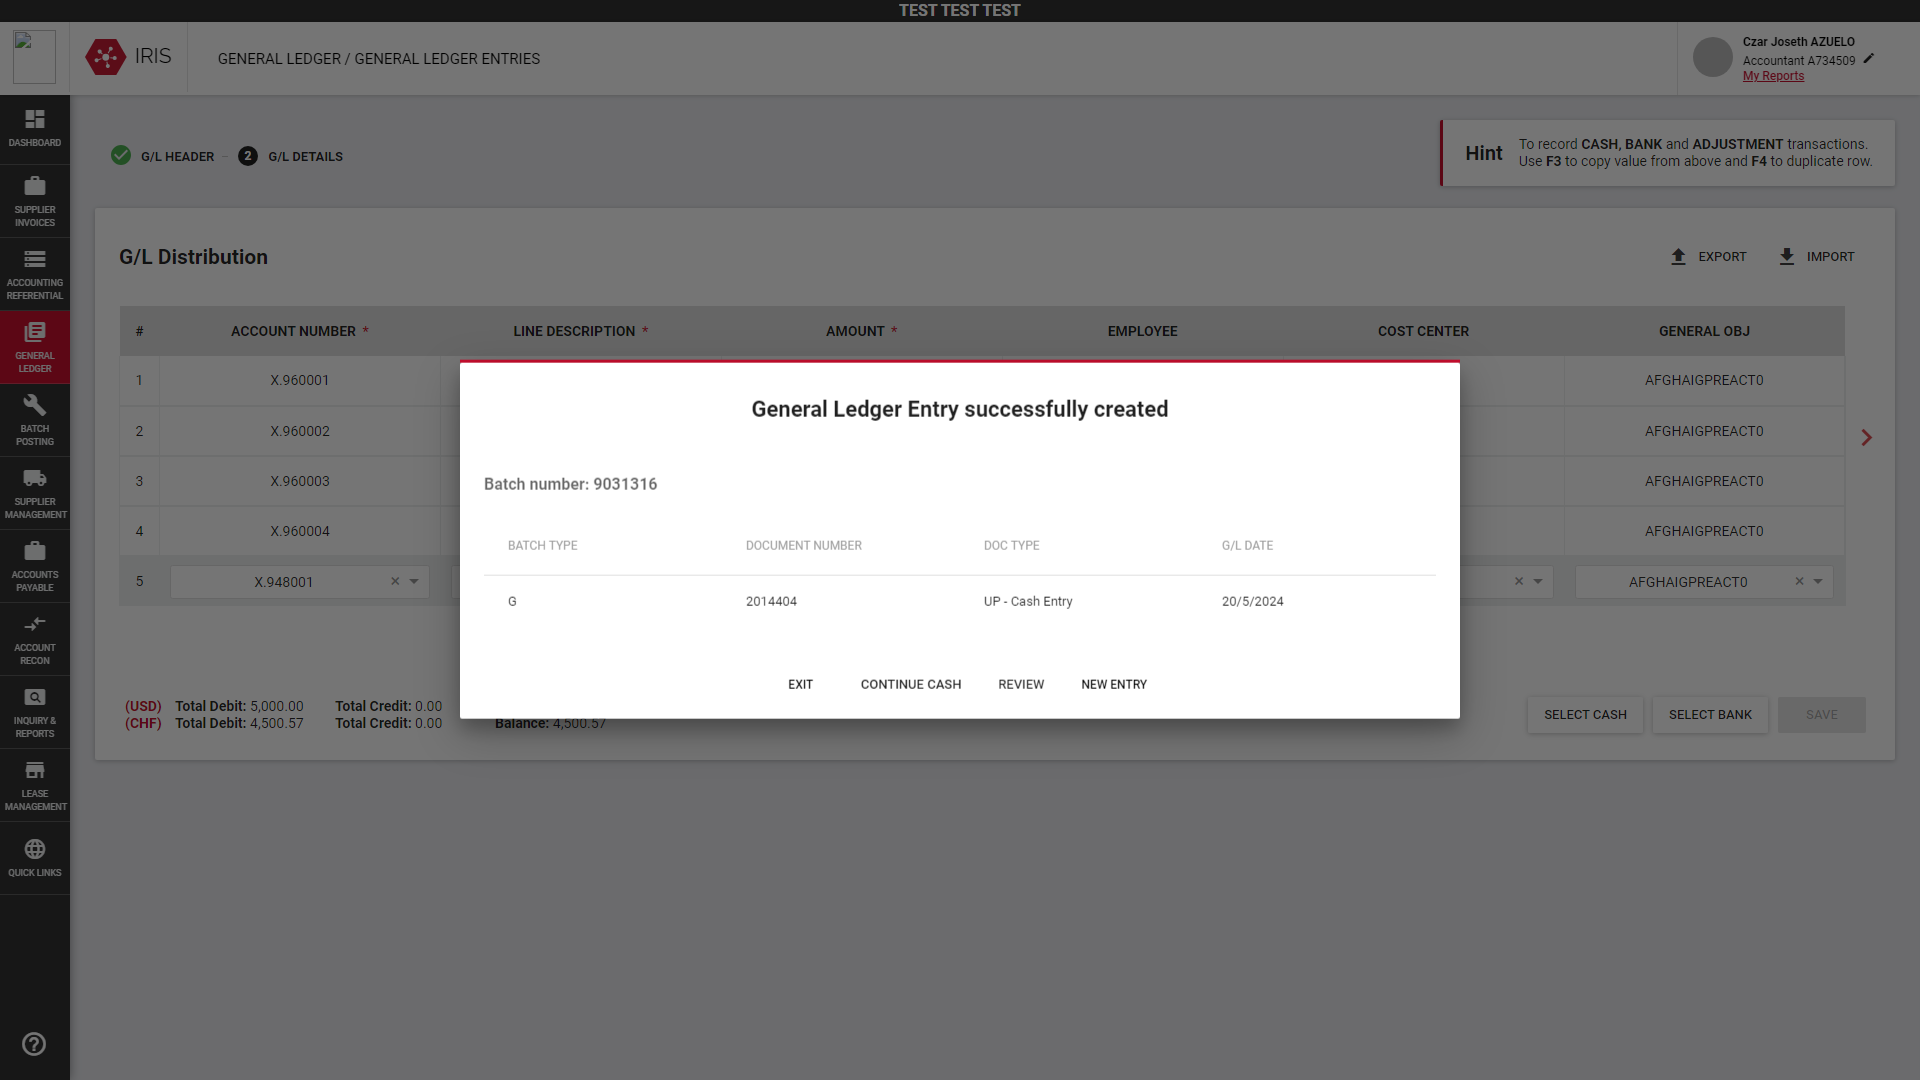 TEST TEST TEST
IRIS
GENERAL LEDGER / GENERAL LEDGER ENTRIES
Czar Joseth AZUELO
Accountant A734509
My Reports
DASHBOARD
SUPPLIER
INVOICES
ACCOUNTING
REFERENTIAL
GENERAL
LEDGER
BATCH
POSTING
SUPPLIER
MANAGEMENT
ACCOUNTS
PAYABLE
ACCOUNT
RECON
INQUIRY &
REPORTS
LEASE
MANAGEMENT
QUICK LINKS
G/L HEADER
2 G/L DETAILS
Hint
To record CASH, BANK and ADJUSTMENT transactions.
Use F3 to copy value from above and F4 to duplicate row.
G/L Distribution
EXPORT
IMPORT
# ACCOUNT NUMBER * LINE DESCRIPTION * AMOUNT * EMPLOYEE COST CENTER GENERAL OBJ
1 X.960001 AFGHAIGPREACT0
2 X.960002 AFGHAIGPREACT0
3 X.960003 AFGHAIGPREACT0
4 X.960004 AFGHAIGPREACT0
5 X.948001 AFGHAIGPREACT0
General Ledger Entry successfully created
Batch number: 9031316
BATCH TYPE DOCUMENT NUMBER DOC TYPE G/L DATE
G 2014404 UP - Cash Entry 20/5/2024
EXIT CONTINUE CASH REVIEW NEW ENTRY
(USD) Total Debit: 5,000.00 Total Credit: 0.00
(CHF) Total Debit: 4,500.57 Total Credit: 0.00 Balance: 4,500.57
SELECT CASH SELECT BANK SAVE